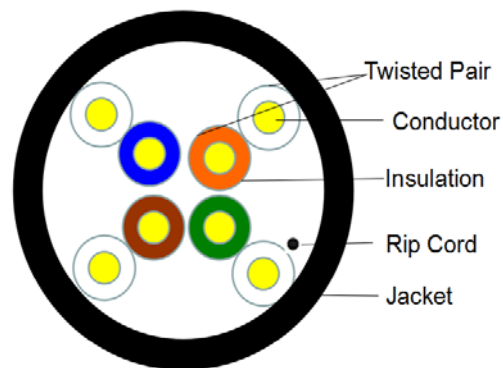 Twisted Pair
Conductor
Insulation
Rip Cord
Jacket